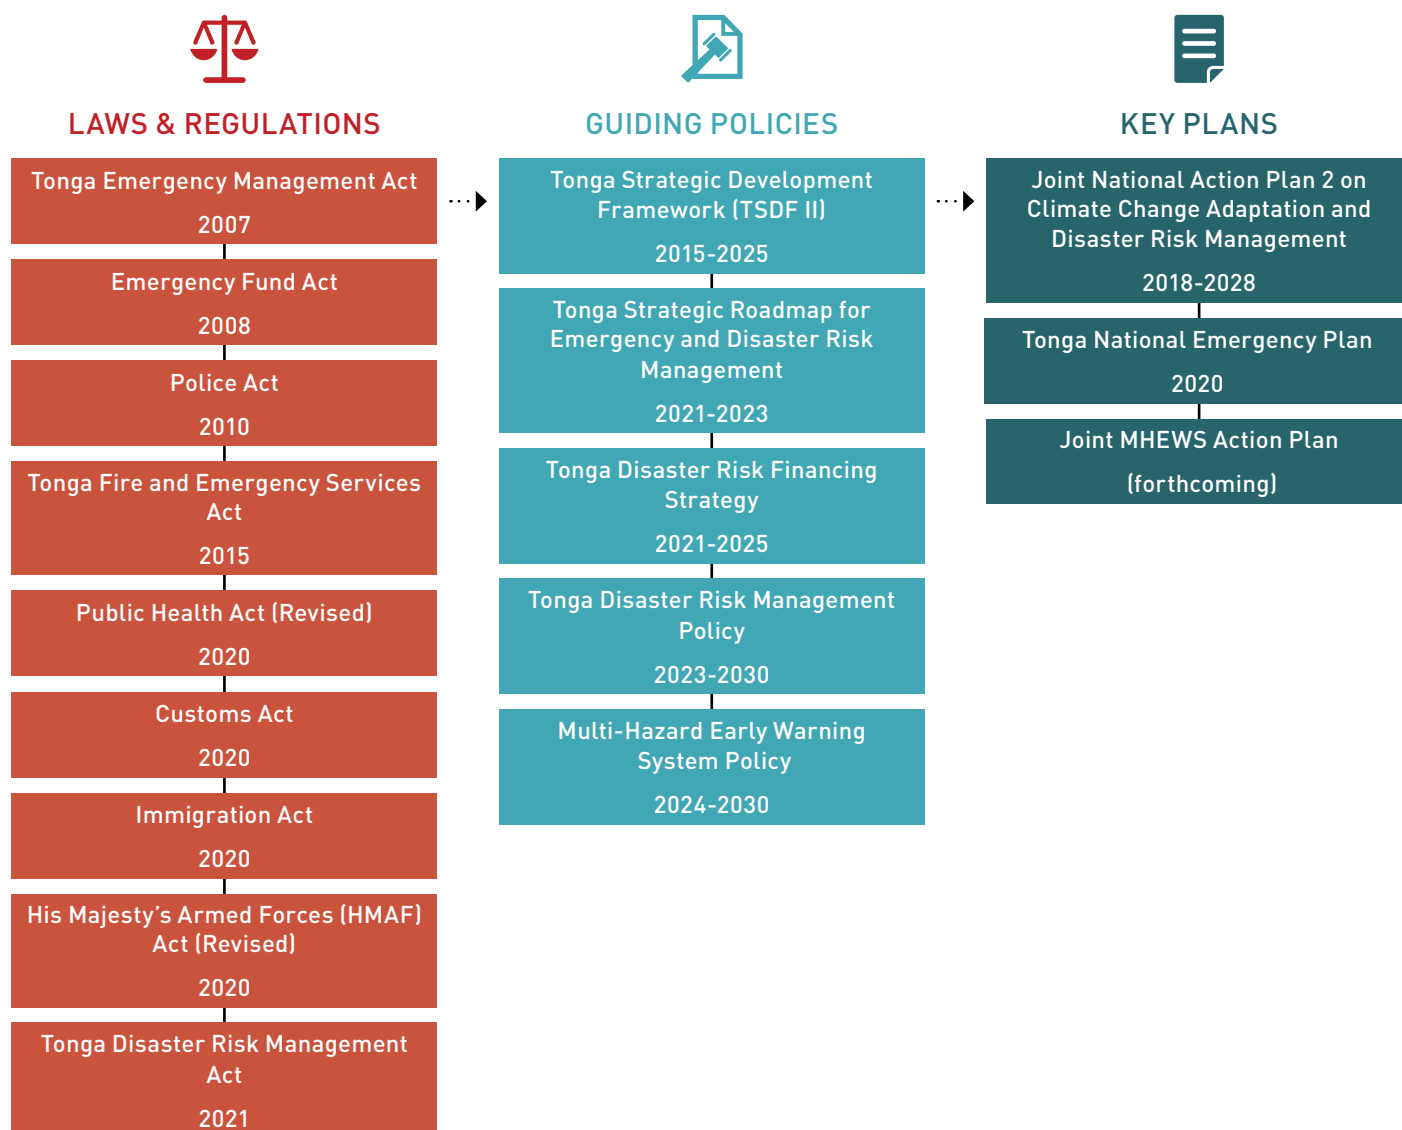 LAWS & REGULATIONS
Tonga Emergency Management Act
2007
Emergency Fund Act
2008
Police Act
2010
Tonga Fire and Emergency Services
Act
2015
Public Health Act (Revised)
2020
Customs Act
2020
Immigration Act
2020
His Majesty’s Armed Forces (HMAF)
Act (Revised)
2020
Tonga Disaster Risk Management
Act
2021
GUIDING POLICIES
Tonga Strategic Development
Framework (TSDF II)
2015-2025
Tonga Strategic Roadmap for
Emergency and Disaster Risk
Management
2021-2023
Tonga Disaster Risk Financing
Strategy
2021-2025
Tonga Disaster Risk Management
Policy
2023-2030
Multi-Hazard Early Warning
System Policy
2024-2030
KEY PLANS
Joint National Action Plan 2 on
Climate Change Adaptation and
Disaster Risk Management
2018-2028
Tonga National Emergency Plan
2020
Joint MHEWS Action Plan
(forthcoming)